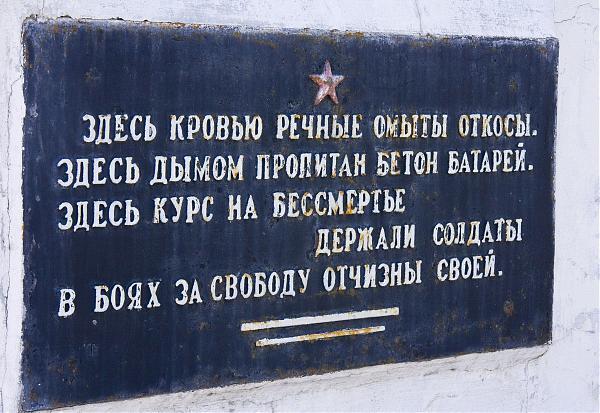 ЗДЕСЬ КРОВЬЮ РЕЧНЫЕ ОМЫТЫ ОТКОСЫ.
ЗДЕСЬ ДЫМОМ ПРОПИТАН БЕТОН БАТАРЕЙ.
ЗДЕСЬ КУРС НА БЕССМЕРТЬЕ
ДЕРЖАЛИ СОЛДАТЫ
В БОЯХ ЗА СВОБОДУ ОТЧИЗНЫ СВОЕЙ.